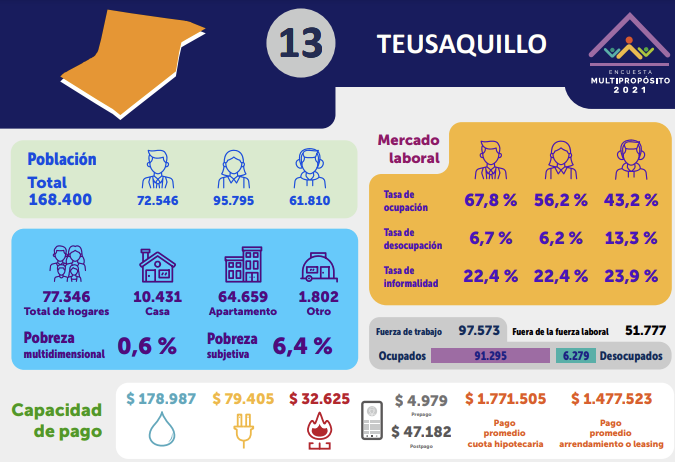 13
TEUSAQUILLO
ENCUESTA
MULTIPROPÓSITO
2021
Población
Total
168.400
72.546
95.795
61.810
Mercado
laboral
Tasa de
ocupación
67,8 %
56,2 %
43,2 %
Tasa de
desocupación
6,7 %
6,2 %
13,3 %
Tasa de
informalidad
22,4 %
22,4 %
23,9 %
77.346
Total de hogares
10.431
Casa
64.659
Apartamento
1.802
Otro
Pobreza
multidimensional
0,6 %
Pobreza
subjetiva
6,4 %
Fuerza de trabajo 97.573
Fuera de la fuerza laboral 51.777
Ocupados 91.295 6.279 Desocupados
Capacidad
de pago
$ 178.987
$ 79.405
$ 32.625
$ 4.979
Prepago
$ 47.182
Postpago
$ 1.771.505
Pago
promedio
cuota hipotecaria
$ 1.477.523
Pago
promedio
arrendamiento o leasing